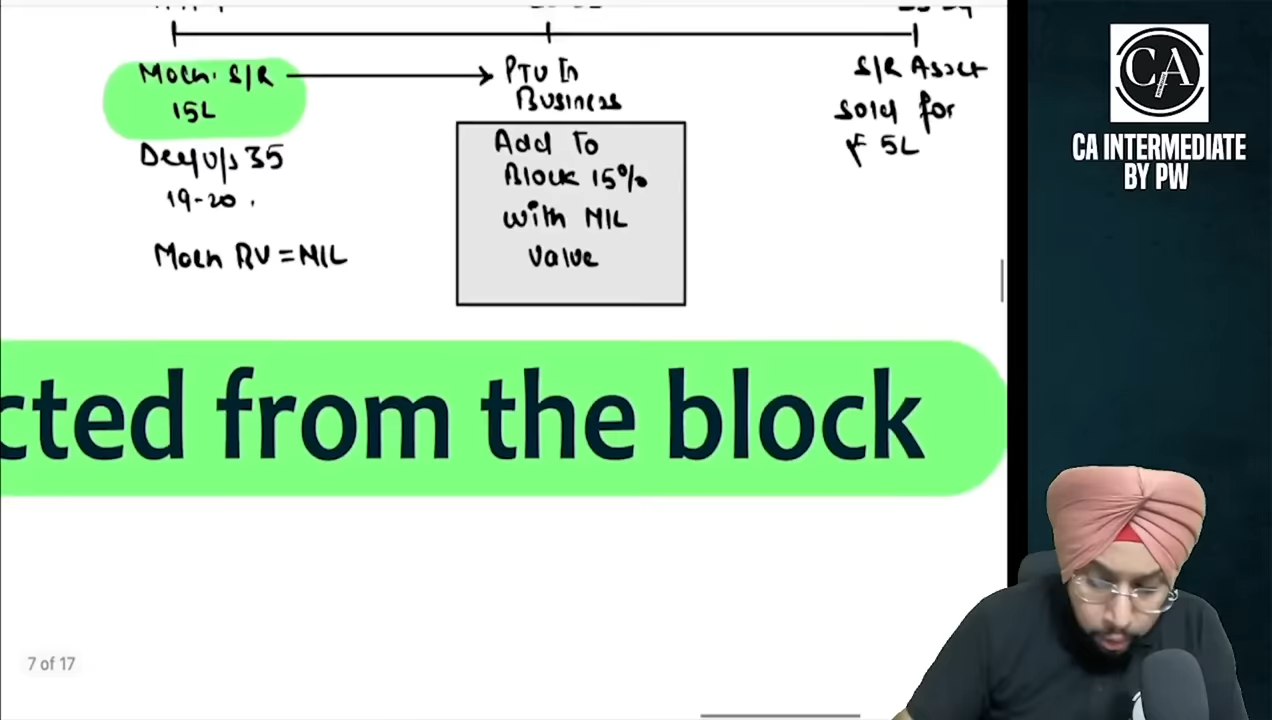 Mach. S/R
15L
Ded u/s 35
19-20.
Mach BV = NIL
PTU In
Business
Add To
Block 15%
with NIL
value
S/R Asset
sold for
₹ 5L
cted from the block
7 of 17
CA
CA INTERMEDIATE
BY PW